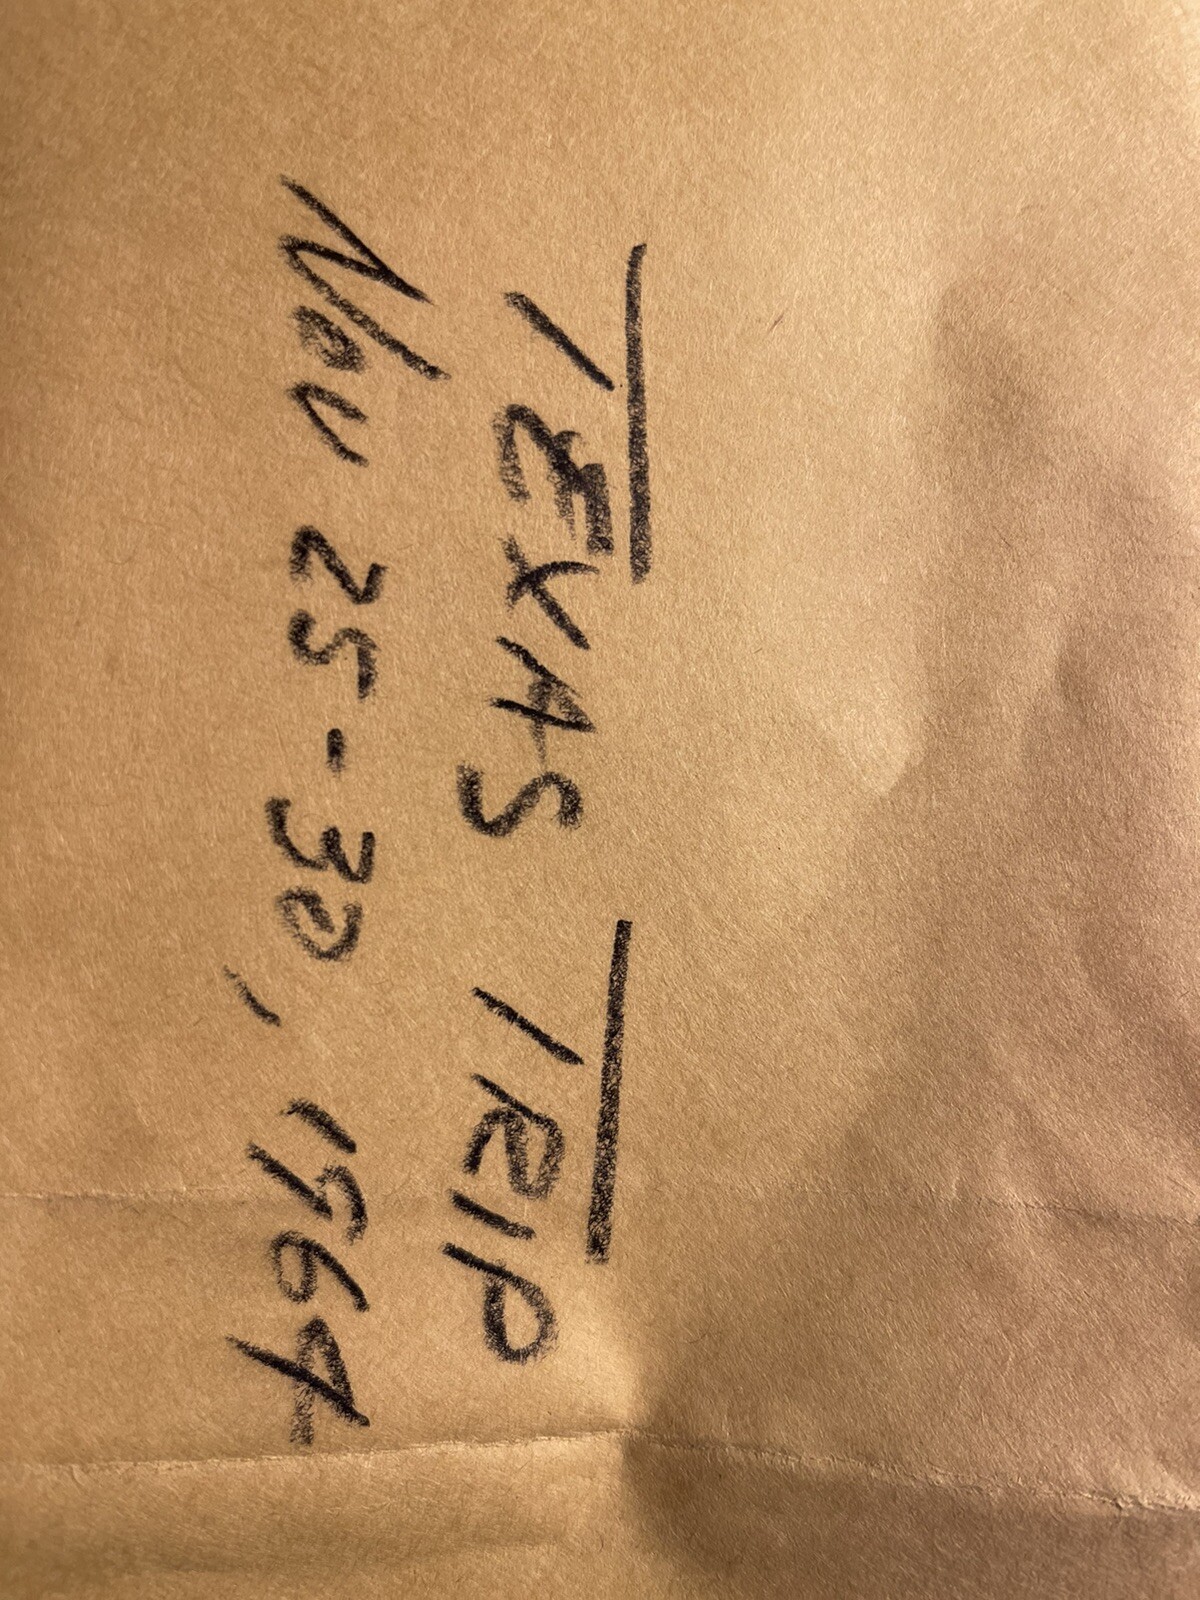 TEXAS TRIP
Nov 25-30, 1964